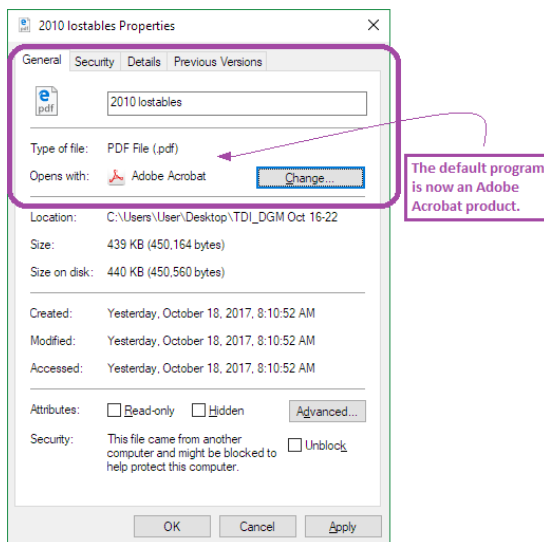 2010 lostables Properties
General Security Details Previous Versions
e
pdf
2010 lostables
Type of file: PDF File (.pdf)
Opens with: Adobe Acrobat Change...
The default program
is now an Adobe
Acrobat product.
Location: C:\Users\User\Desktop\TDI_DGM Oct 16-22
Size: 439 KB (450,164 bytes)
Size on disk: 440 KB (450,560 bytes)
Created: Yesterday, October 18, 2017, 8:10:52 AM
Modified: Yesterday, October 18, 2017, 8:10:52 AM
Accessed: Yesterday, October 18, 2017, 8:10:52 AM
Attributes: Read-only Hidden Advanced...
Security: This file came from another
computer and might be blocked to
help protect this computer.
Unblock
OK Cancel Apply